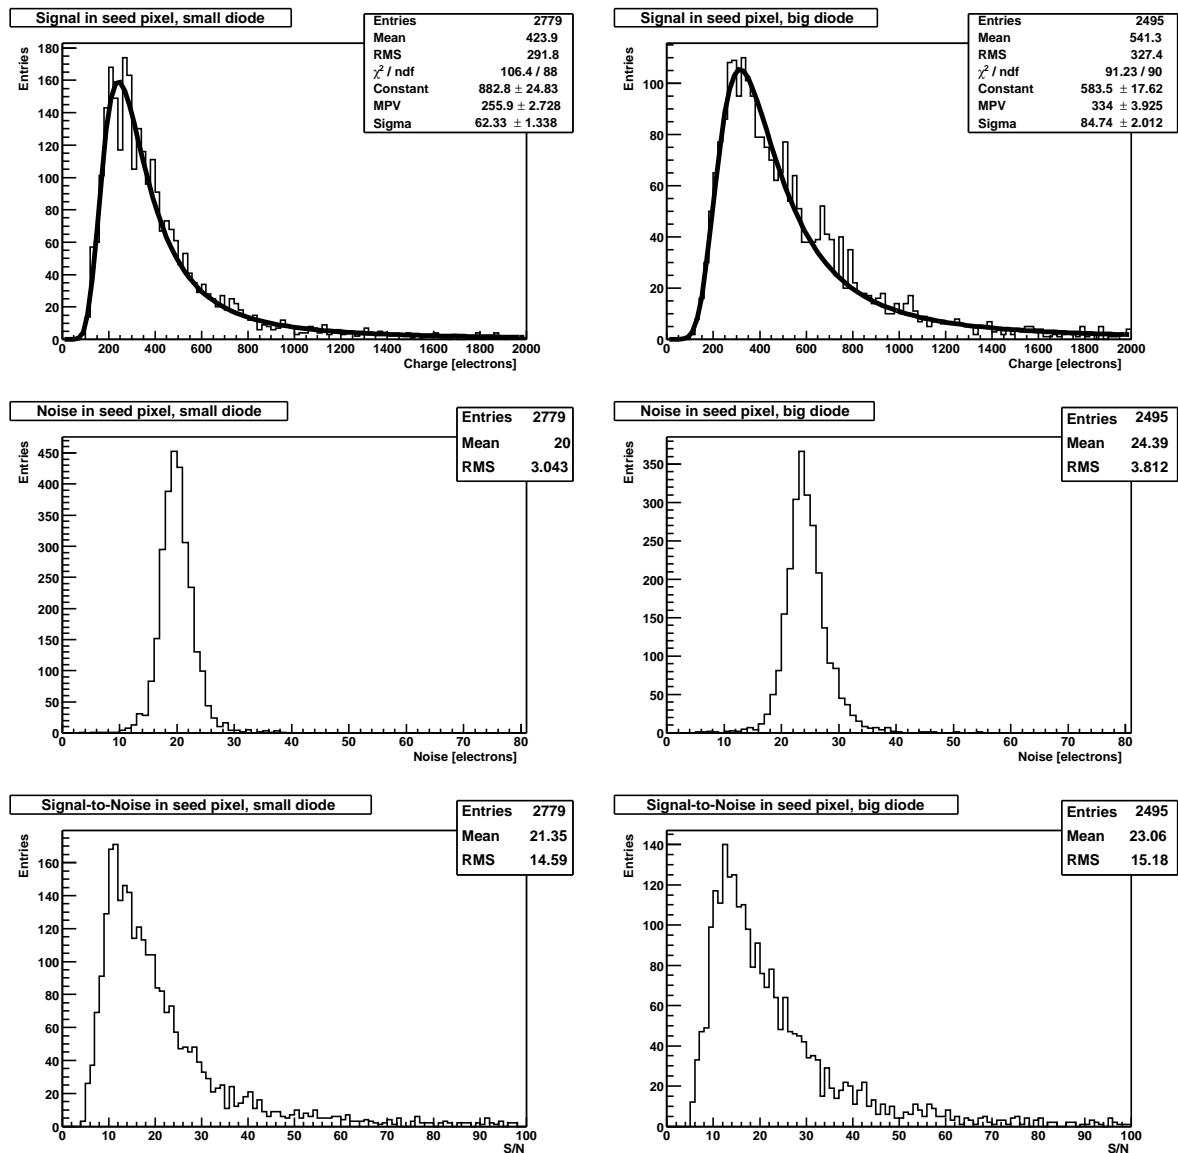 Signal in seed pixel, small diode
Entries 2779
Mean 423.9
RMS 291.8
χ² / ndf 106.4 / 88
Constant 882.8 ± 24.83
MPV 255.9 ± 2.728
Sigma 62.33 ± 1.338
Entries
180
160
140
120
100
80
60
40
20
0
0 200 400 600 800 1000 1200 1400 1600 1800 2000
Charge [electrons]
Signal in seed pixel, big diode
Entries 2495
Mean 541.3
RMS 327.4
χ² / ndf 91.23 / 90
Constant 583.5 ± 17.62
MPV 334 ± 3.925
Sigma 84.74 ± 2.012
Entries
100
80
60
40
20
0
0 200 400 600 800 1000 1200 1400 1600 1800 2000
Charge [electrons]
Noise in seed pixel, small diode
Entries 2779
Mean 20
RMS 3.043
Entries
450
400
350
300
250
200
150
100
50
0
0 10 20 30 40 50 60 70 80
Noise [electrons]
Noise in seed pixel, big diode
Entries 2495
Mean 24.39
RMS 3.812
Entries
350
300
250
200
150
100
50
0
0 10 20 30 40 50 60 70 80
Noise [electrons]
Signal-to-Noise in seed pixel, small diode
Entries 2779
Mean 21.35
RMS 14.59
Entries
160
140
120
100
80
60
40
20
0
0 10 20 30 40 50 60 70 80 90 100
S/N
Signal-to-Noise in seed pixel, big diode
Entries 2495
Mean 23.06
RMS 15.18
Entries
140
120
100
80
60
40
20
0
0 10 20 30 40 50 60 70 80 90 100
S/N